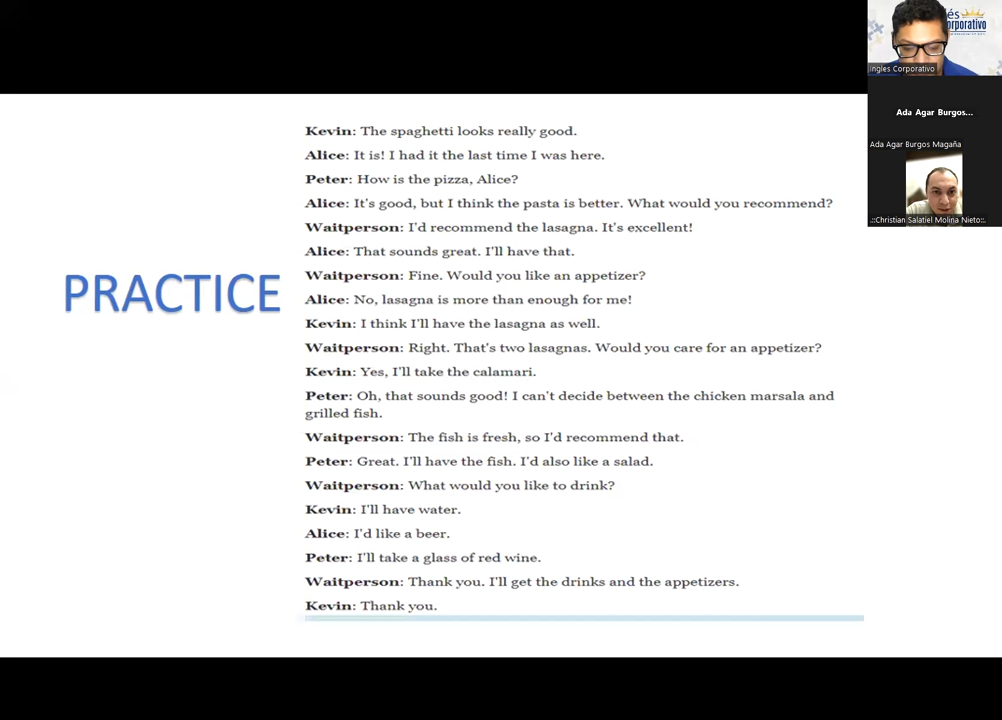 és
orporativo
Ingles Corporativo
Ada Agar Burgos...
Ada Agar Burgos Magaña
.::Christian Salatiel Molina Nieto::.
PRACTICE
Kevin: The spaghetti looks really good.
Alice: It is! I had it the last time I was here.
Peter: How is the pizza, Alice?
Alice: It's good, but I think the pasta is better. What would you recommend?
Waitperson: I'd recommend the lasagna. It's excellent!
Alice: That sounds great. I'll have that.
Waitperson: Fine. Would you like an appetizer?
Alice: No, lasagna is more than enough for me!
Kevin: I think I'll have the lasagna as well.
Waitperson: Right. That's two lasagnas. Would you care for an appetizer?
Kevin: Yes, I'll take the calamari.
Peter: Oh, that sounds good! I can't decide between the chicken marsala and
grilled fish.
Waitperson: The fish is fresh, so I'd recommend that.
Peter: Great. I'll have the fish. I'd also like a salad.
Waitperson: What would you like to drink?
Kevin: I'll have water.
Alice: I'd like a beer.
Peter: I'll take a glass of red wine.
Waitperson: Thank you. I'll get the drinks and the appetizers.
Kevin: Thank you.